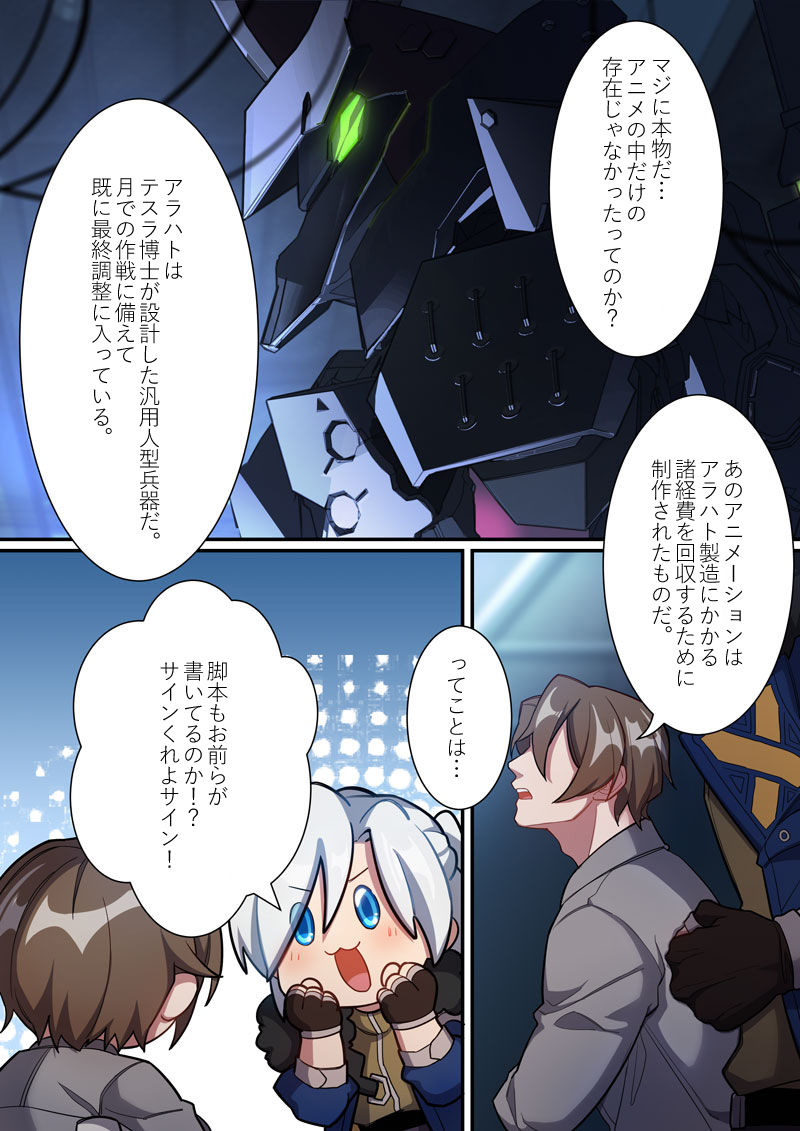 マジに本物だ…
アニメの中だけの
存在じゃなかったってのか？
アラハトは
テスラ博士が設計した汎用人型兵器だ。
月での作戦に備えて
既に最終調整に入っている。
あのアニメーションは
アラハト製造にかかる
諸経費を回収するために
制作されたものだ。
ってことは…
脚本もお前らが
書いてるのか！？
サインくれよサイン！